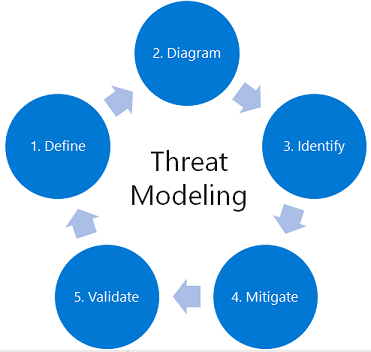 1. Define
2. Diagram
3. Identify
4. Mitigate
5. Validate
Threat
Modeling